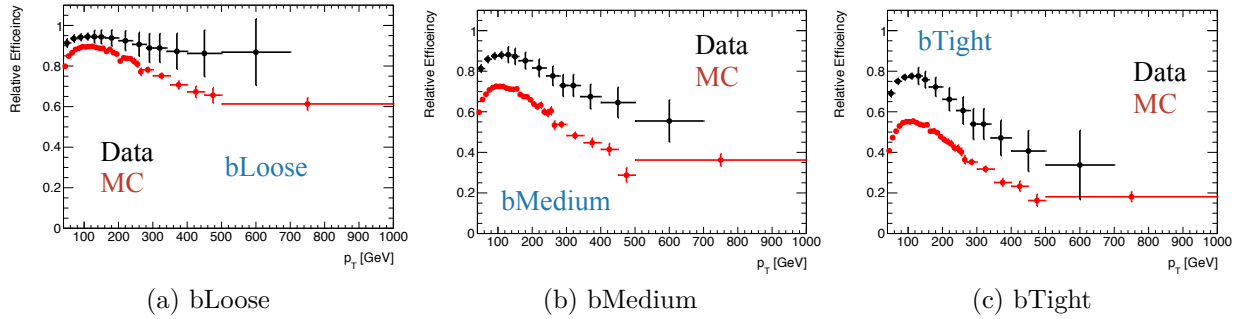 Relative Efficeincy
1
0.8
0.6
0.4
0.2
0
Data
MC
bLoose
100 200 300 400 500 600 700 800 900 1000
p_T [GeV]
(a) bLoose
Relative Efficeincy
1
0.8
0.6
0.4
0.2
0
Data
MC
bMedium
100 200 300 400 500 600 700 800 900 1000
p_T [GeV]
(b) bMedium
Relative Efficeincy
1
0.8
0.6
0.4
0.2
0
bTight
Data
MC
100 200 300 400 500 600 700 800 900 1000
p_T [GeV]
(c) bTight